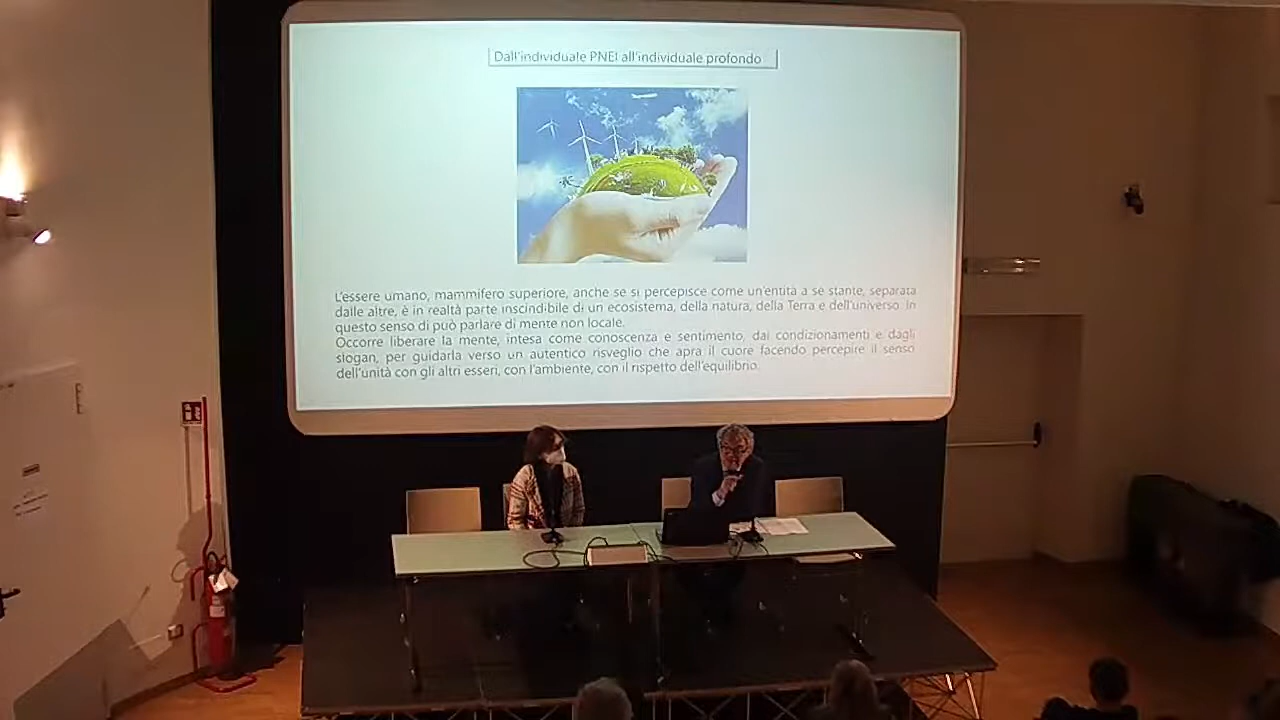 Dall'individuale PNEI all'individuale profondo
L'essere umano, mammifero superiore, anche se si percepisce come un'entità a se stante, separata
dalle altre, è in realtà parte inscindibile di un ecosistema, della natura, della Terra e dell'universo. In
questo senso di può parlare di mente non locale.
Occorre liberare la mente, intesa come conoscenza e sentimento, dai condizionamenti e dagli
slogan, per guidarla verso un autentico risveglio che apra il cuore facendo percepire il senso
dell'unità con gli altri esseri, con l'ambiente, con il rispetto dell'equilibrio.